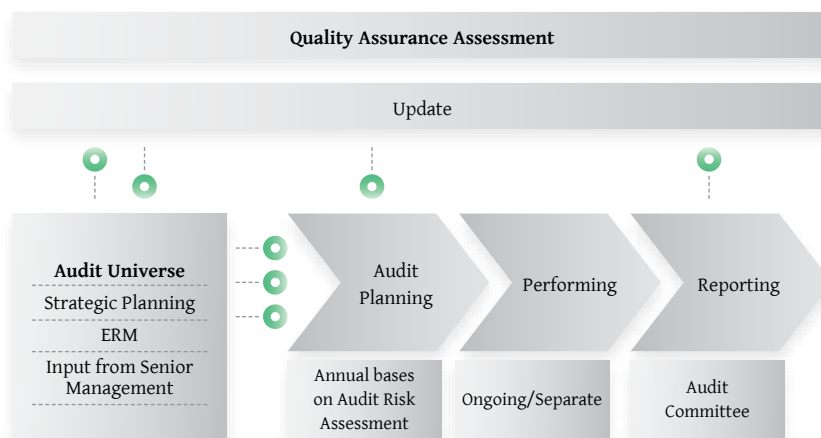 Quality Assurance Assessment
Update
Audit Universe
Strategic Planning
ERM
Input from Senior
Management
Audit
Planning
Performing
Reporting
Annual bases
on Audit Risk
Assessment
Ongoing/Separate
Audit
Committee